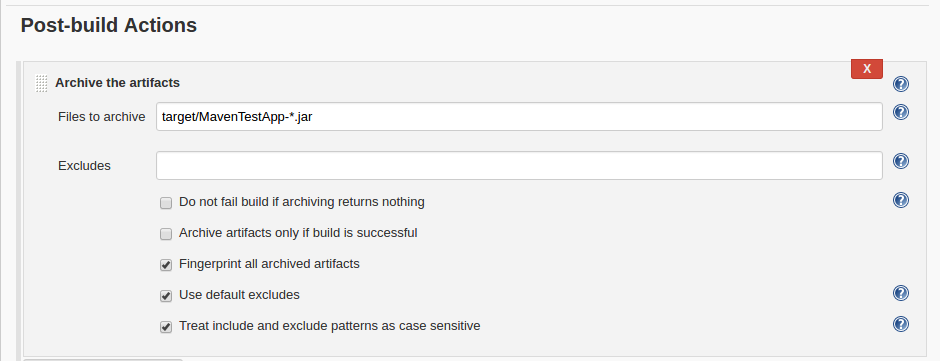 Post-build Actions
X
Archive the artifacts
?
Files to archive target/MavenTestApp-*.jar ?
Excludes ?
Do not fail build if archiving returns nothing ?
Archive artifacts only if build is successful
Fingerprint all archived artifacts
Use default excludes ?
Treat include and exclude patterns as case sensitive ?